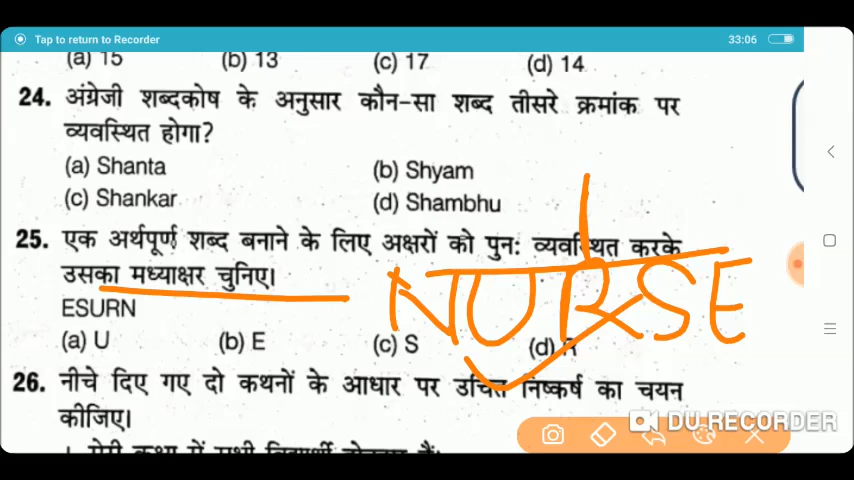 Tap to return to Recorder 33:06
(a) 15 (b) 13 (c) 17 (d) 14
24. अंग्रेजी शब्दकोष के अनुसार कौन-सा शब्द तीसरे क्रमांक पर
व्यवस्थित होगा?
(a) Shanta (b) Shyam
(c) Shankar (d) Shambhu
25. एक अर्थपूर्ण शब्द बनाने के लिए अक्षरों को पुन: व्यवस्थित करके
उसका मध्याक्षर चुनिए।
NURSE
ESURN
(a) U (b) E (c) S (d) R
26. नीचे दिए गए दो कथनों के आधार पर उचित निष्कर्ष का चयन
कीजिए।
DU RECORDER